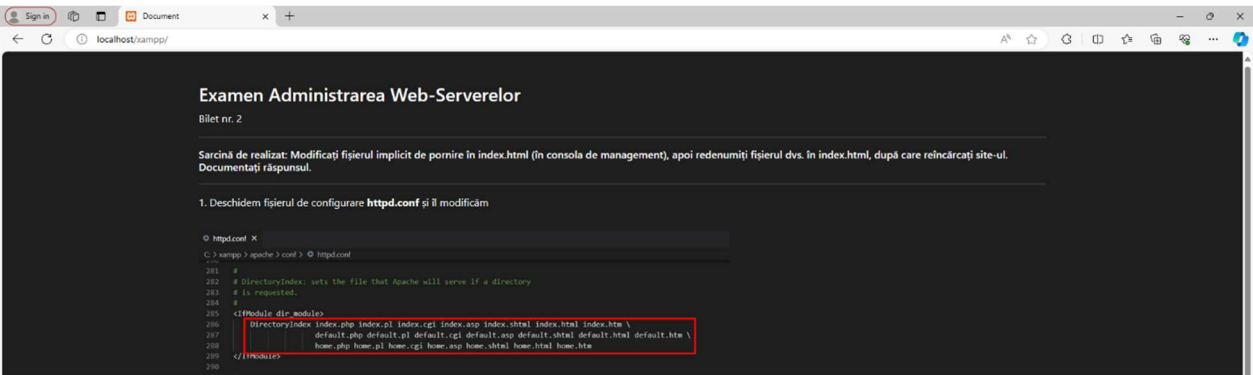 Sign in
Document
localhost/xampp/
Examen Administrarea Web-Serverelor
Bilet nr. 2
Sarcină de realizat: Modificați fișierul implicit de pornire în index.html (în consola de management), apoi redenumiți fișierul dvs. în index.html, după care reîncărcați site-ul.
Documentați răspunsul.
1. Deschidem fișierul de configurare httpd.conf și îl modificăm
httpd.conf
C: > xampp > apache > conf > httpd.conf
281 #
282 # DirectoryIndex: sets the file that Apache will serve if a directory
283 # is requested.
284 #
285 <IfModule dir_module>
286 DirectoryIndex index.php index.pl index.cgi index.asp index.shtml index.html index.htm \
287 default.php default.pl default.cgi default.asp default.shtml default.html default.htm \
288 home.php home.pl home.cgi home.asp home.shtml home.html home.htm
289 </IfModule>
290